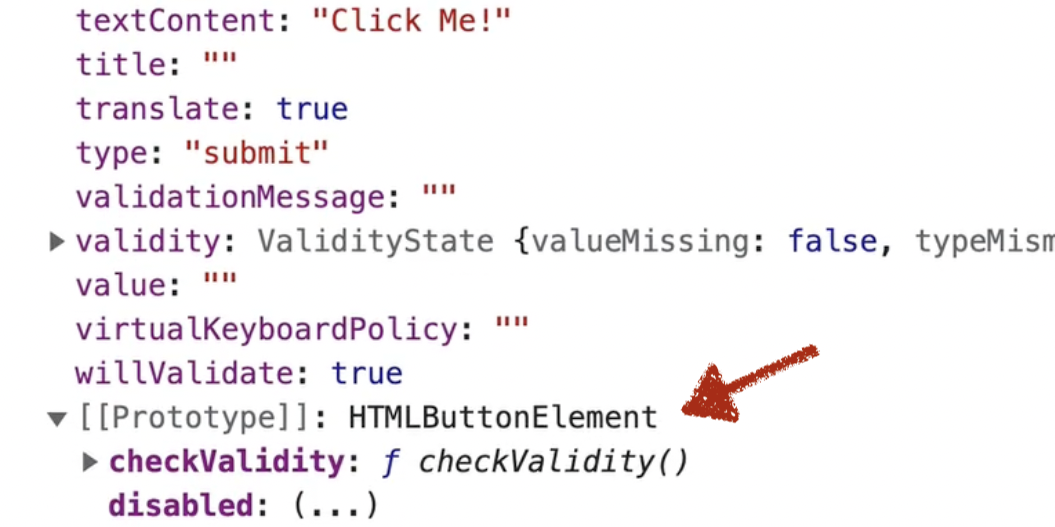 textContent: "Click Me!"
title: ""
translate: true
type: "submit"
validationMessage: ""
validity: ValidityState {valueMissing: false, typeMism
value: ""
virtualKeyboardPolicy: ""
willValidate: true
[[Prototype]]: HTMLButtonElement
checkValidity: ƒ checkValidity()
disabled: (...)